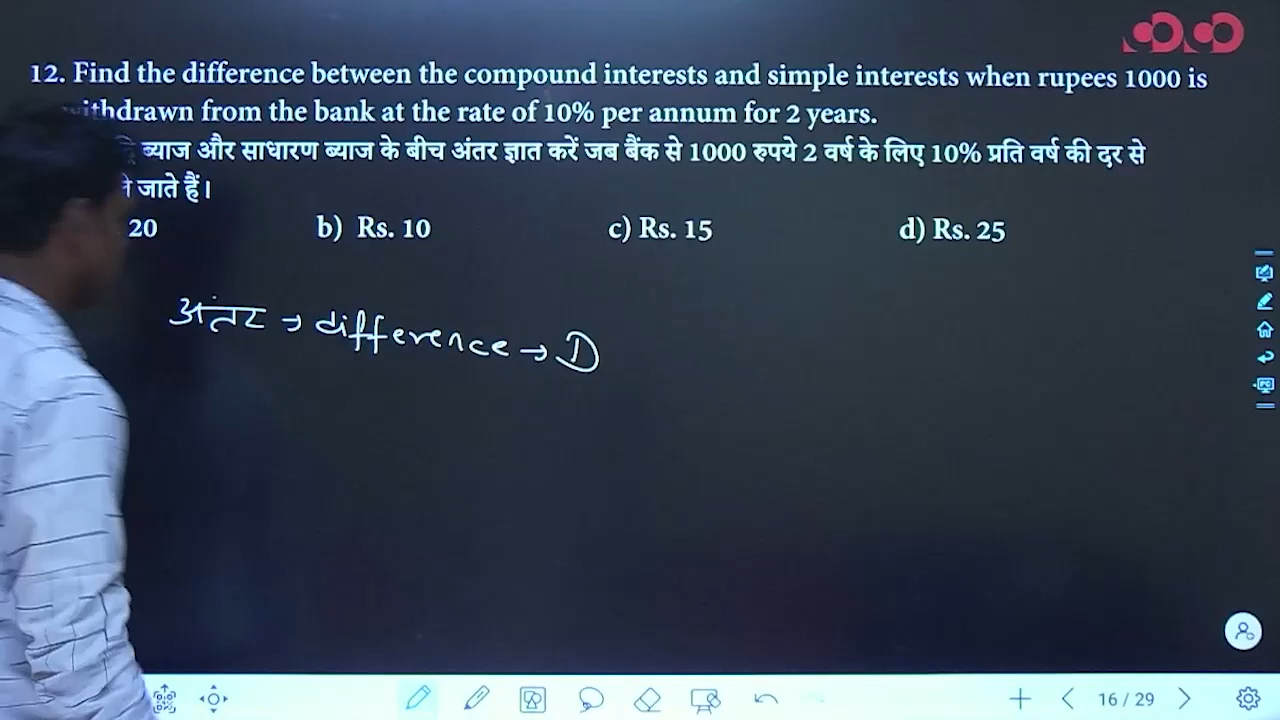 12. Find the difference between the compound interests and simple interests when rupees 1000 is
withdrawn from the bank at the rate of 10% per annum for 2 years.
ब्याज और साधारण ब्याज के बीच अंतर ज्ञात करें जब बैंक से 1000 रुपये 2 वर्ष के लिए 10% प्रति वर्ष की दर से
जाते हैं।
20 b) Rs. 10 c) Rs. 15 d) Rs. 25
अंतर → difference → D
PC
16 / 29